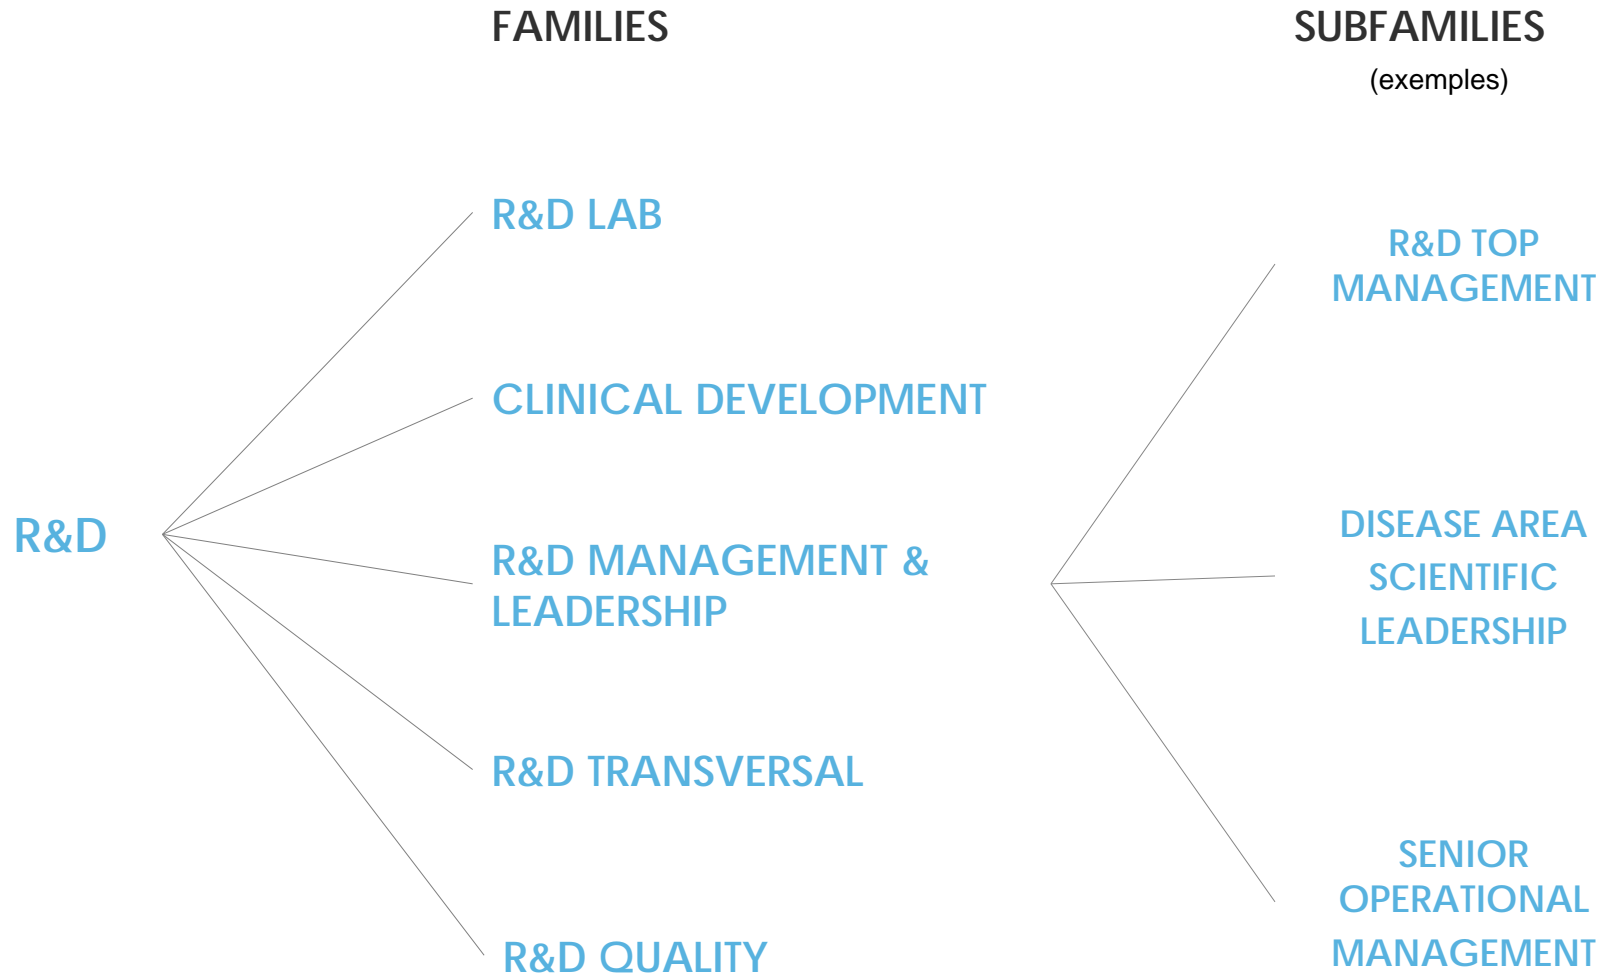 FAMILIES
SUBFAMILIES
(exemples)
R&D
R&D LAB
CLINICAL DEVELOPMENT
R&D MANAGEMENT &
LEADERSHIP
R&D TRANSVERSAL
R&D QUALITY
R&D TOP
MANAGEMENT
DISEASE AREA
SCIENTIFIC
LEADERSHIP
SENIOR
OPERATIONAL
MANAGEMENT